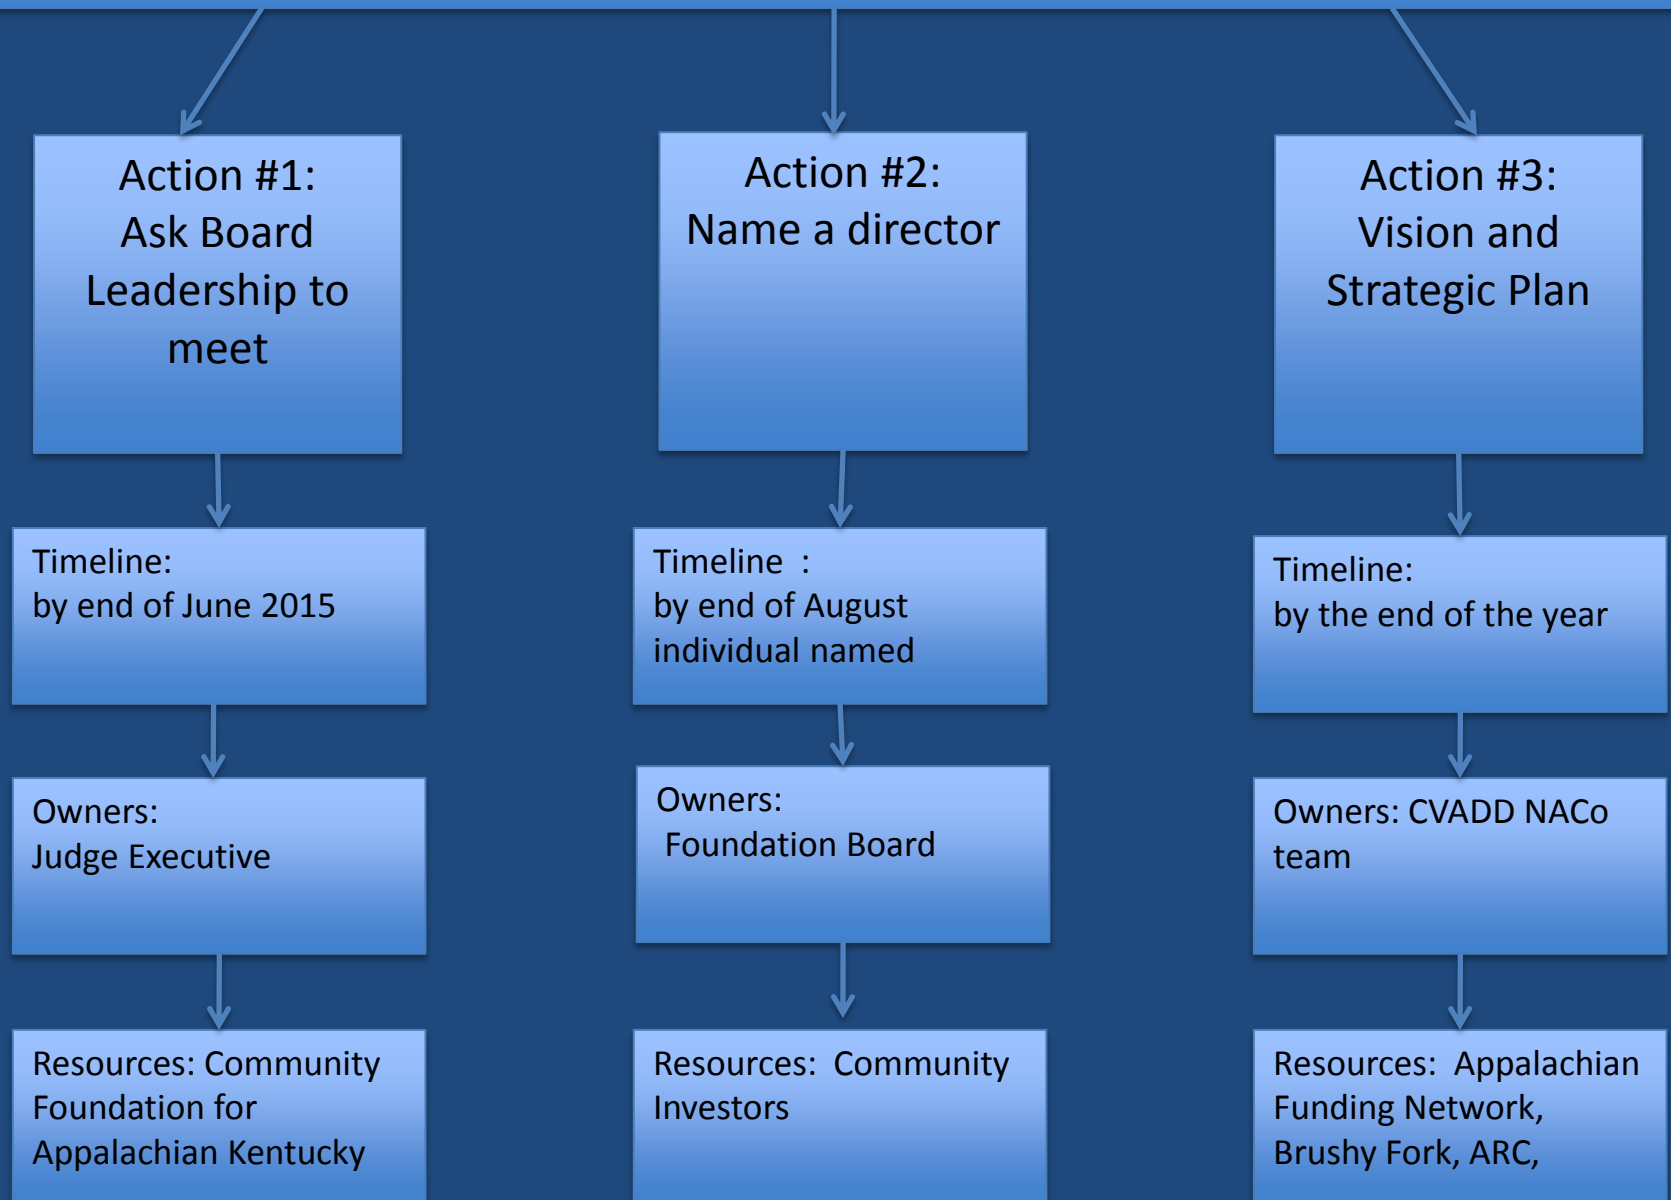 Action #1:
Ask Board
Leadership to
meet
Timeline:
by end of June 2015
Owners:
Judge Executive
Resources: Community
Foundation for
Appalachian Kentucky
Action #2:
Name a director
Timeline  :
by end of August
individual named
Owners:
Foundation Board
Resources:  Community
Investors
Action #3:
Vision and
Strategic Plan
Timeline:
by the end of the year
Owners: CVADD NACo
team
Resources:  Appalachian
Funding Network,
Brushy Fork, ARC,